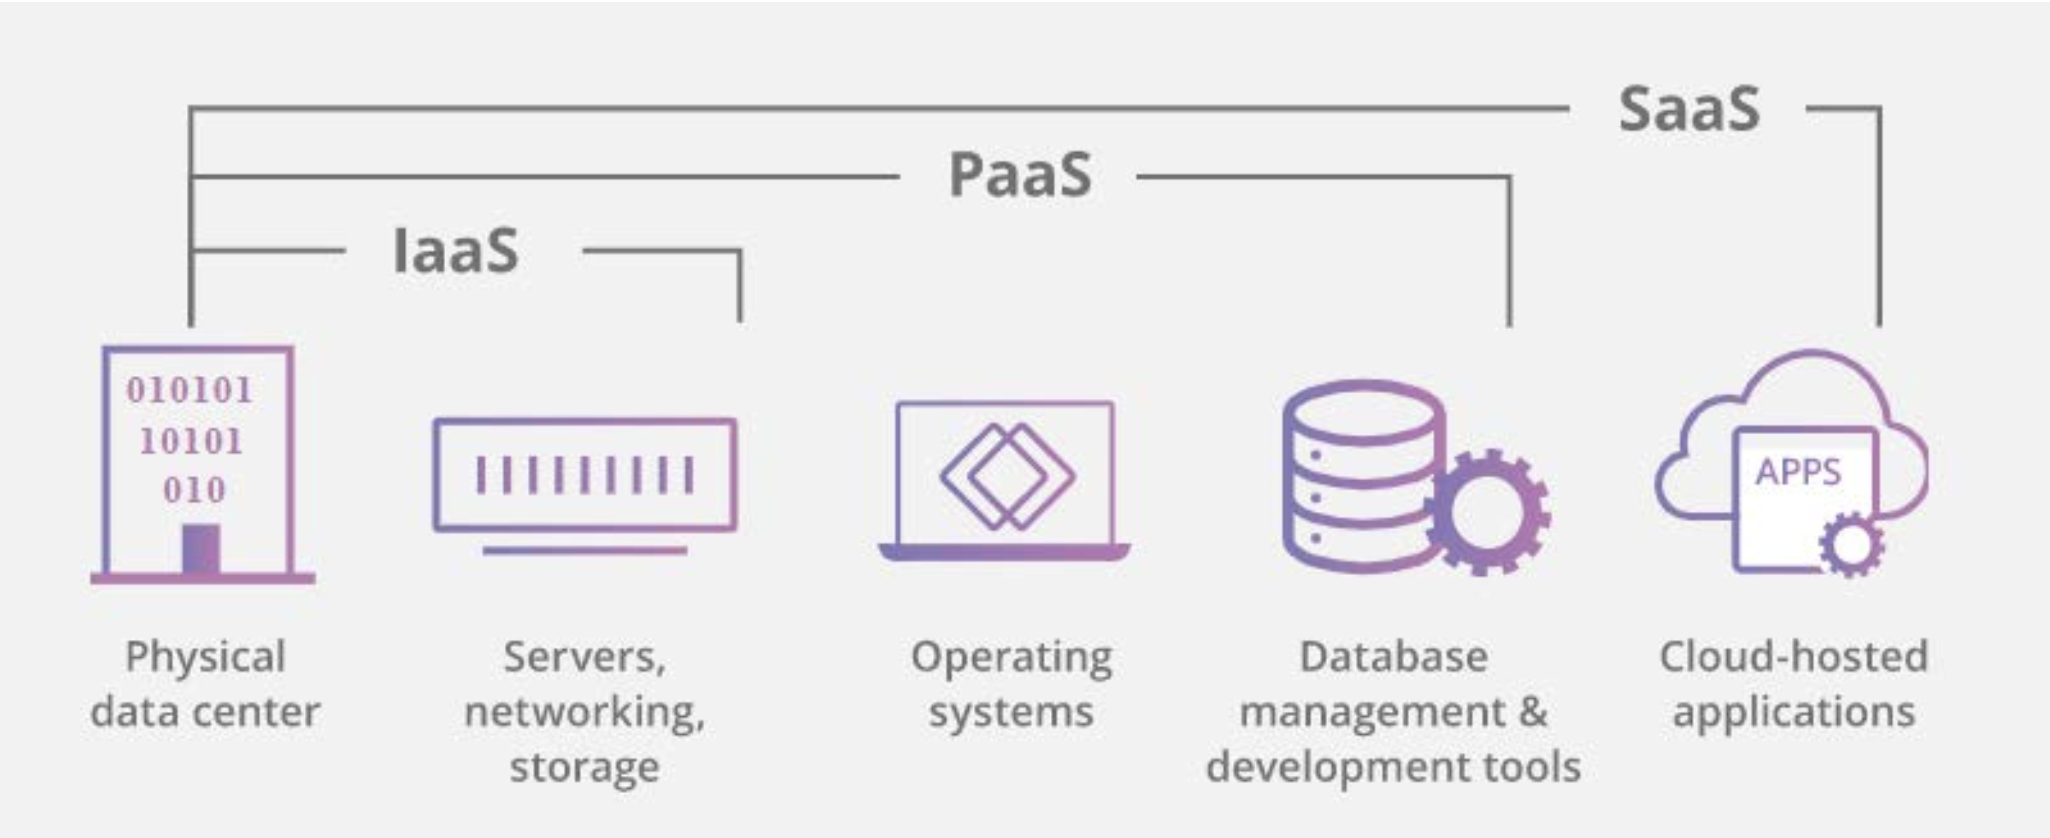 SaaS
PaaS
IaaS
010101
10101
010
APPS
Physical
data center
Servers,
networking,
storage
Operating
systems
Database
management &
development tools
Cloud-hosted
applications